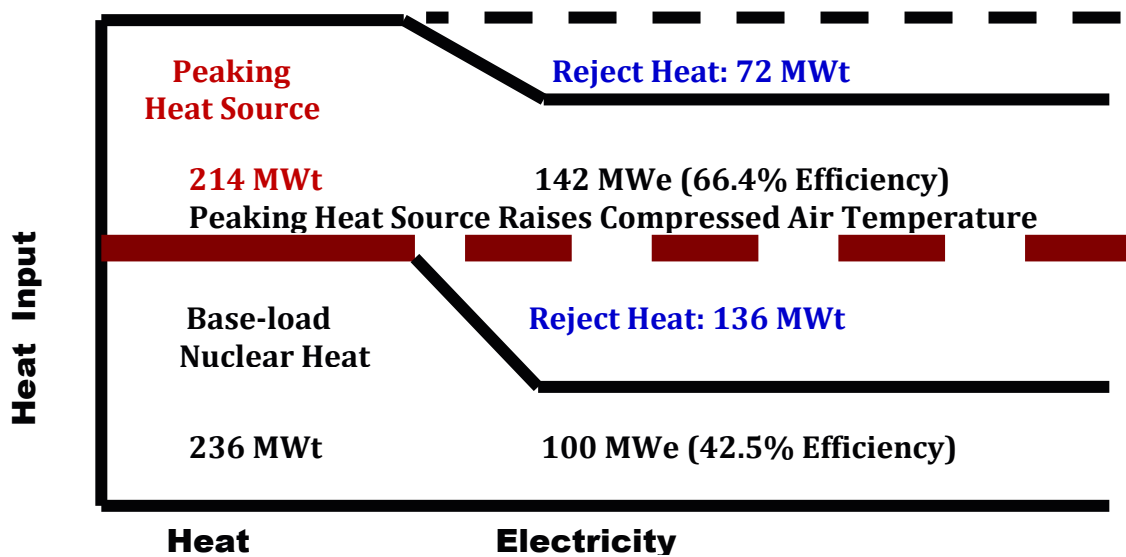 Peaking
Heat Source
Reject Heat: 72 MWt
214 MWt
142 MWe (66.4% Efficiency)
Peaking Heat Source Raises Compressed Air Temperature
Heat Input
Base-load
Nuclear Heat
Reject Heat: 136 MWt
236 MWt
100 MWe (42.5% Efficiency)
Heat
Electricity